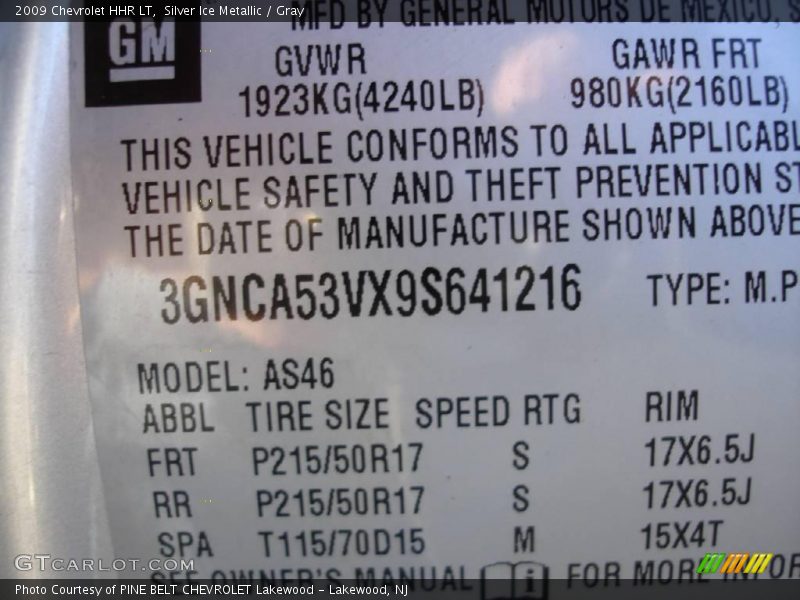 2009 Chevrolet HHR LT, Silver Ice Metallic / Gray
MFD BY GENERAL MOTORS DE MEXICO, S
GM
GVWR GAWR FRT
1923KG(4240LB) 980KG(2160LB)
THIS VEHICLE CONFORMS TO ALL APPLICABL
VEHICLE SAFETY AND THEFT PREVENTION ST
THE DATE OF MANUFACTURE SHOWN ABOVE
3GNCA53VX9S641216 TYPE: M.P
MODEL: AS46
ABBL TIRE SIZE SPEED RTG RIM
FRT P215/50R17 S 17X6.5J
RR P215/50R17 S 17X6.5J
SPA T115/70D15 M 15X4T
SEE OWNER'S MANUAL i FOR MORE INFOR
GTcarlot.com
Photo Courtesy of PINE BELT CHEVROLET Lakewood - Lakewood, NJ